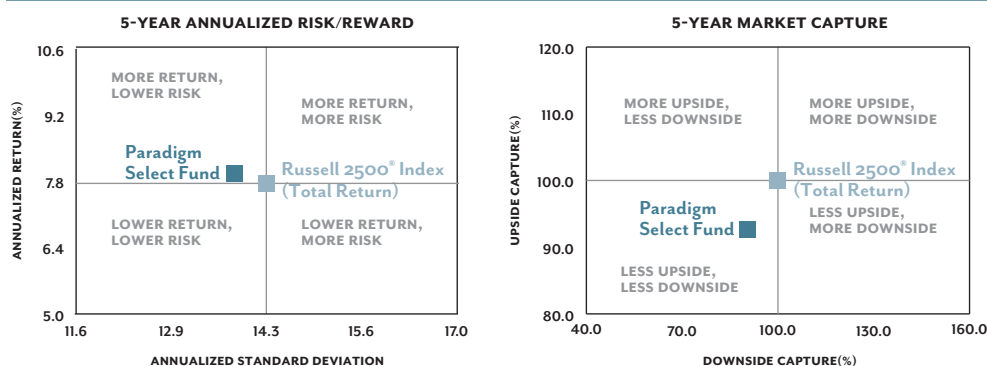 5-YEAR ANNUALIZED RISK/REWARD
10.6
9.2
7.8
6.4
5.0
ANNUALIZED RETURN(%)
MORE RETURN,
LOWER RISK
MORE RETURN,
MORE RISK
Paradigm
Select Fund
Russell 2500® Index
(Total Return)
LOWER RETURN,
LOWER RISK
LOWER RETURN,
MORE RISK
11.6
12.9
14.3
15.6
17.0
ANNUALIZED STANDARD DEVIATION
5-YEAR MARKET CAPTURE
120.0
110.0
100.0
90.0
80.0
UPSIDE CAPTURE(%)
MORE UPSIDE,
LESS DOWNSIDE
MORE UPSIDE,
MORE DOWNSIDE
Russell 2500® Index
(Total Return)
Paradigm
Select Fund
LESS UPSIDE,
MORE DOWNSIDE
LESS UPSIDE,
LESS DOWNSIDE
40.0
70.0
100.0
130.0
160.0
DOWNSIDE CAPTURE(%)